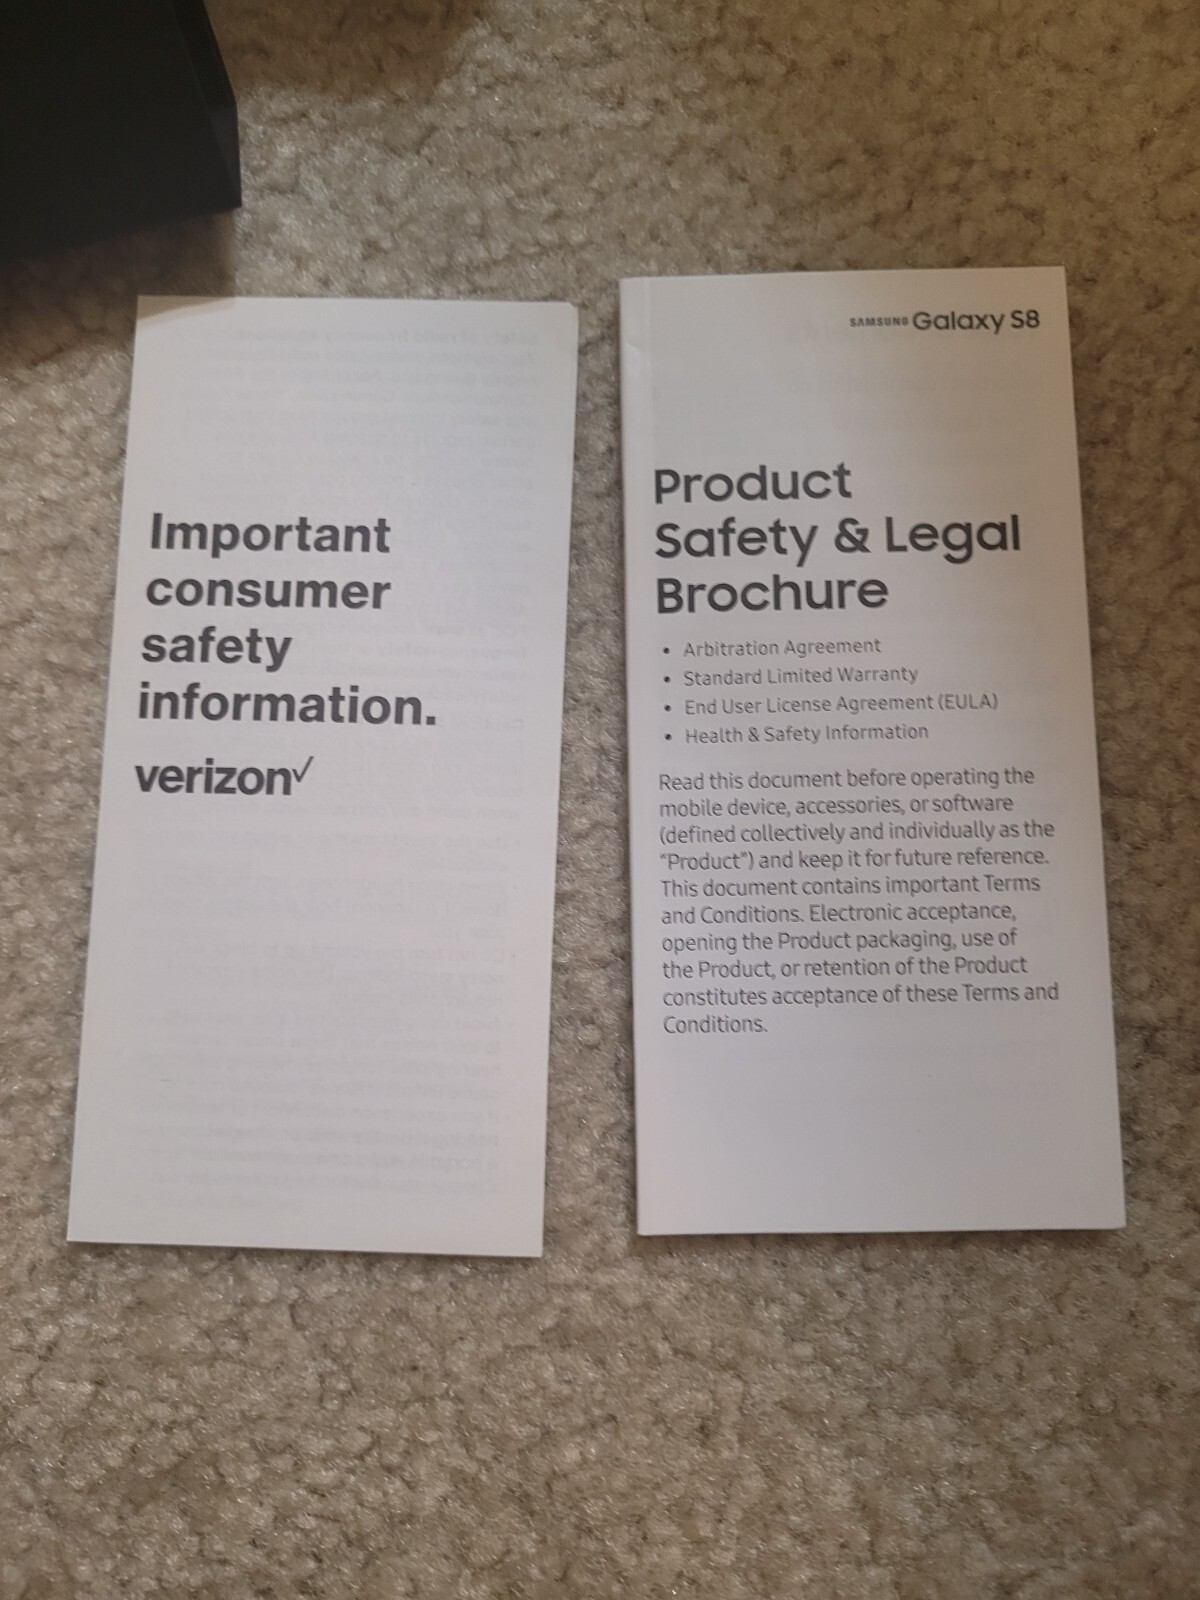 Important
consumer
safety
information.
verizon✓
SAMSUNG Galaxy S8
Product
Safety & Legal
Brochure
• Arbitration Agreement
• Standard Limited Warranty
• End User License Agreement (EULA)
• Health & Safety Information
Read this document before operating the
mobile device, accessories, or software
(defined collectively and individually as the
“Product”) and keep it for future reference.
This document contains important Terms
and Conditions. Electronic acceptance,
opening the Product packaging, use of
the Product, or retention of the Product
constitutes acceptance of these Terms and
Conditions.